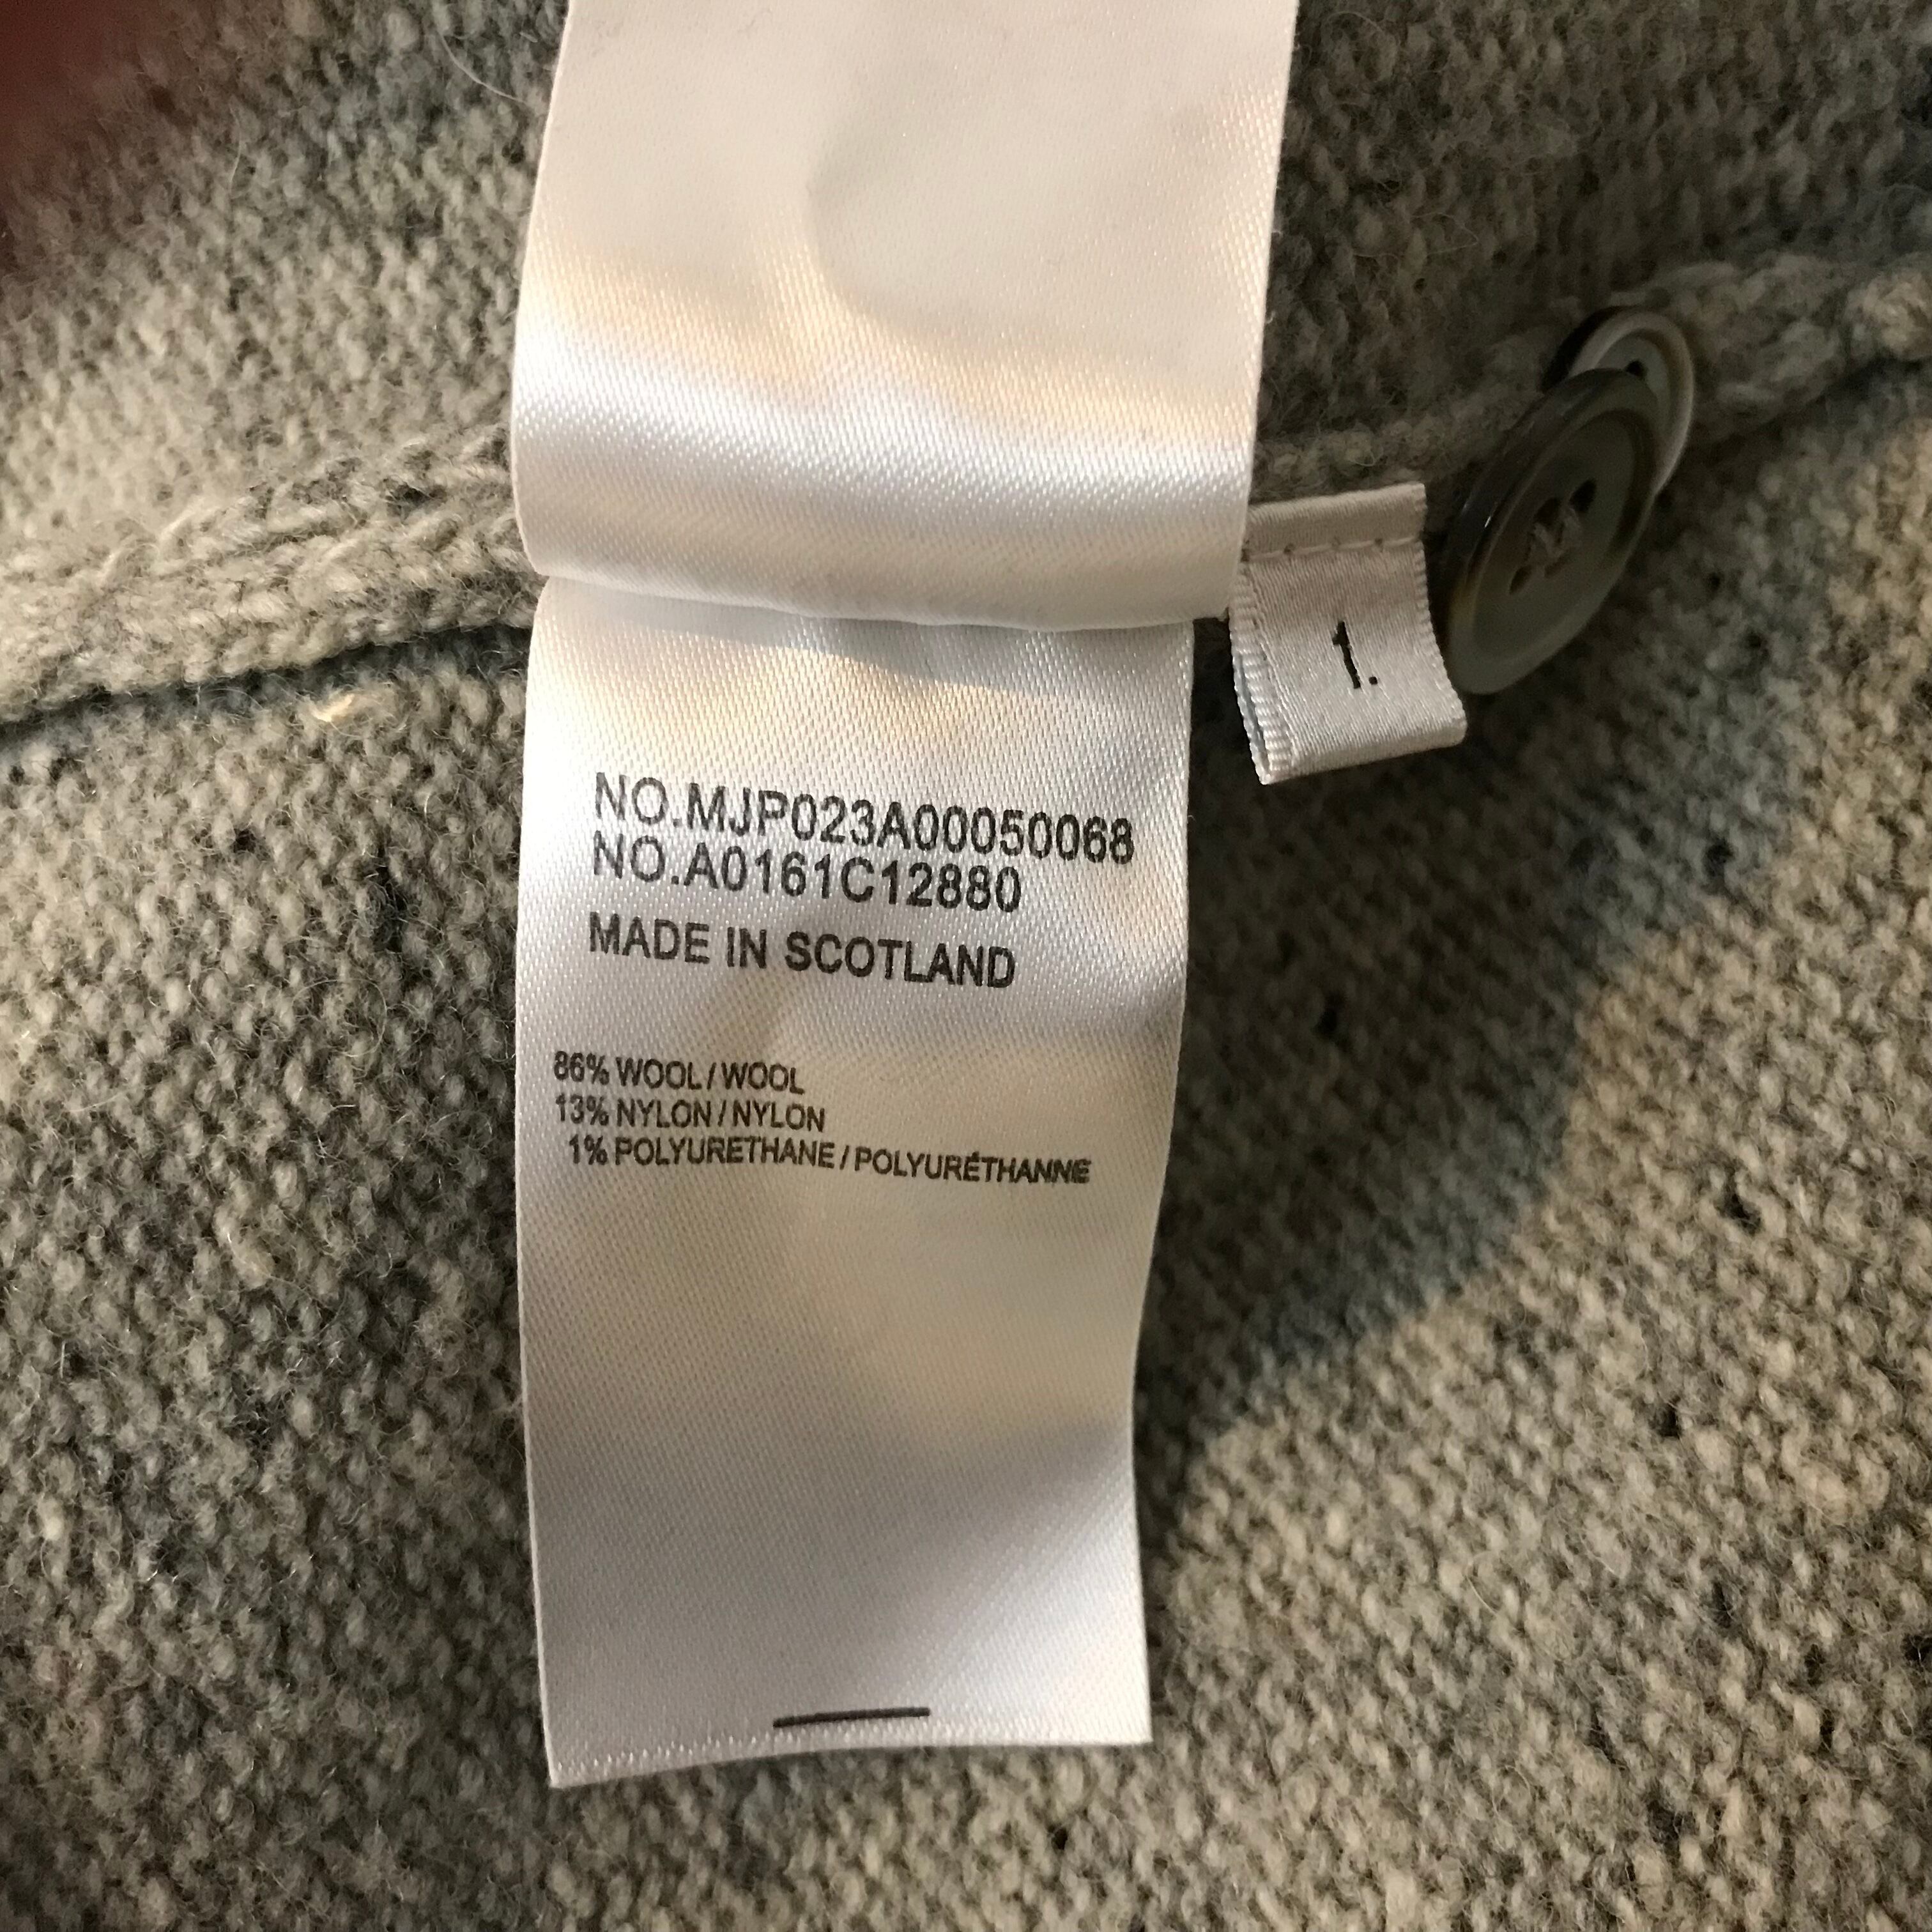 1.
NO.MJP023A00050068
NO.A0161C12880
MADE IN SCOTLAND
86% WOOL / WOOL
13% NYLON / NYLON
1% POLYURETHANE / POLYURÉTHANNE